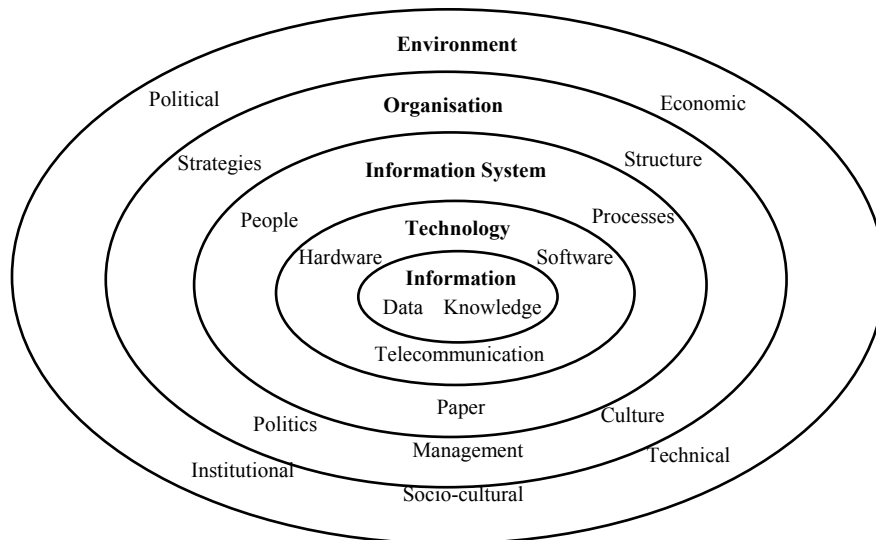 Environment
Political
Economic
Organisation
Strategies
Structure
Information System
People
Processes
Technology
Hardware
Software
Information
Data Knowledge
Telecommunication
Paper
Politics
Culture
Management
Institutional
Technical
Socio-cultural